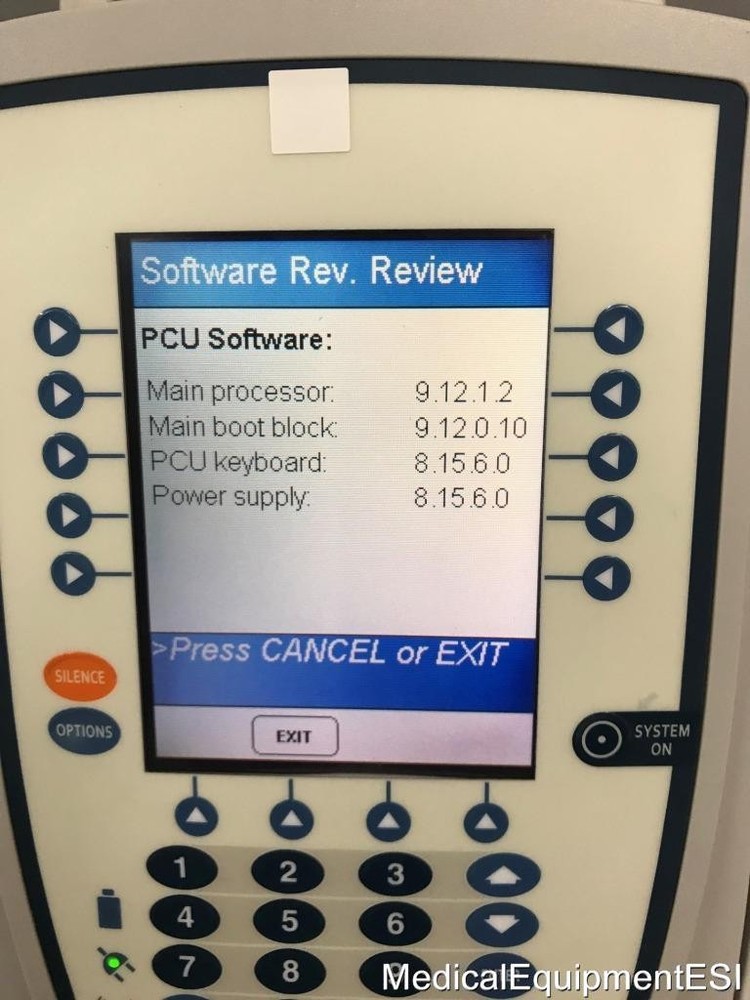 Software Rev. Review
PCU Software:
Main processor: 9.12.1.2
Main boot block: 9.12.0.10
PCU keyboard: 8.15.6.0
Power supply: 8.15.6.0
>Press CANCEL or EXIT
EXIT
SILENCE
OPTIONS
SYSTEM
ON
1 2 3
4 5 6
7 8 9
MedicalEquipmentESI